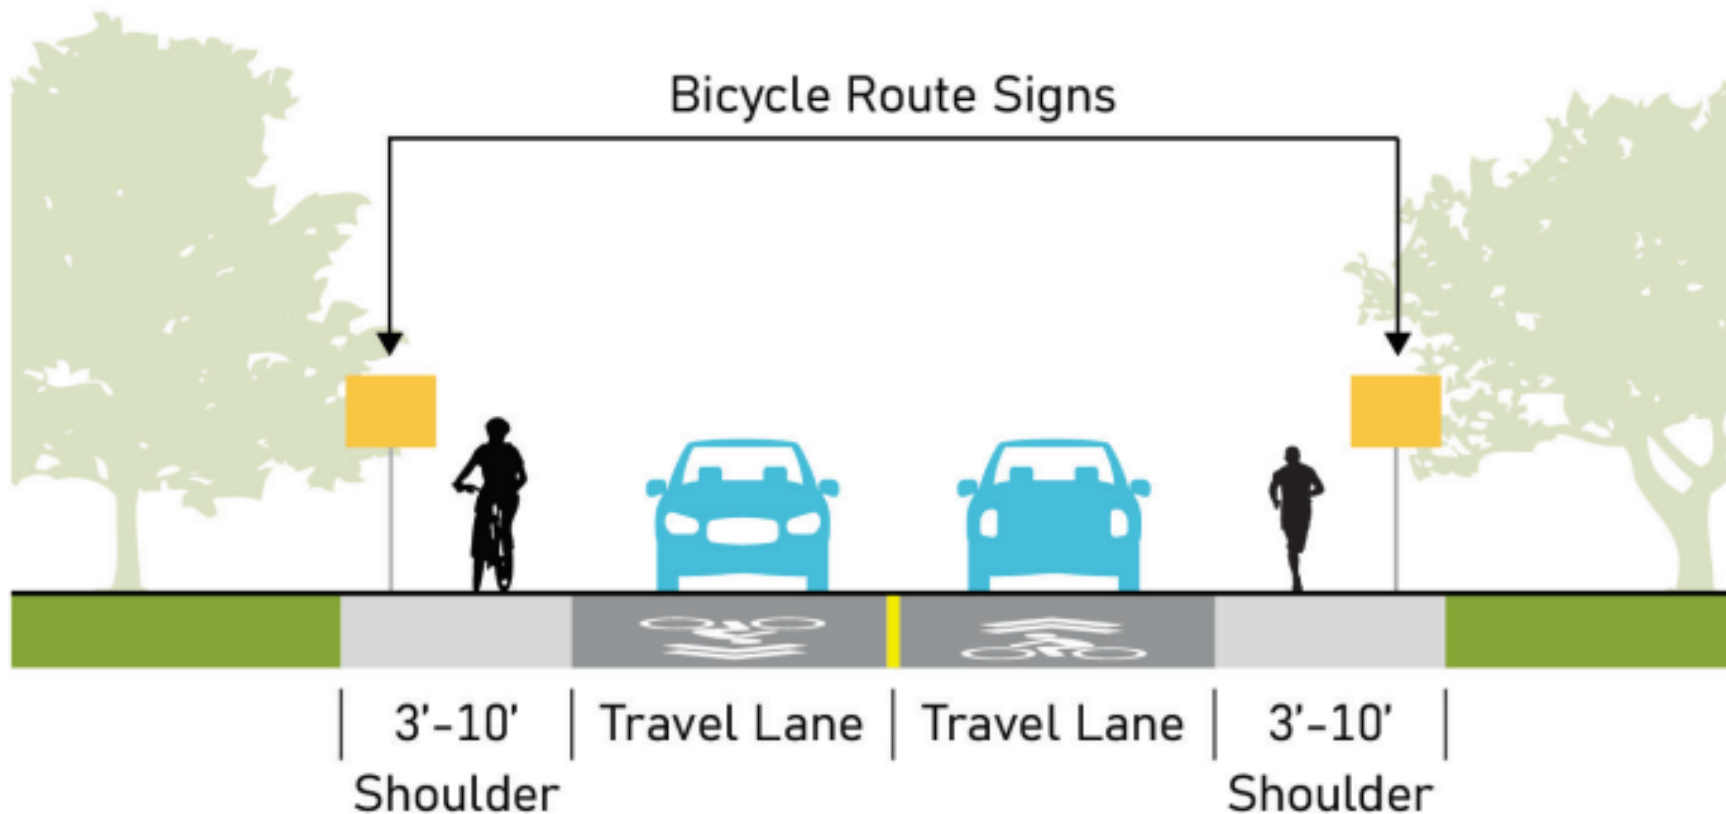 Bicycle Route Signs
3'-10' Travel Lane Travel Lane 3'-10'
Shoulder Shoulder